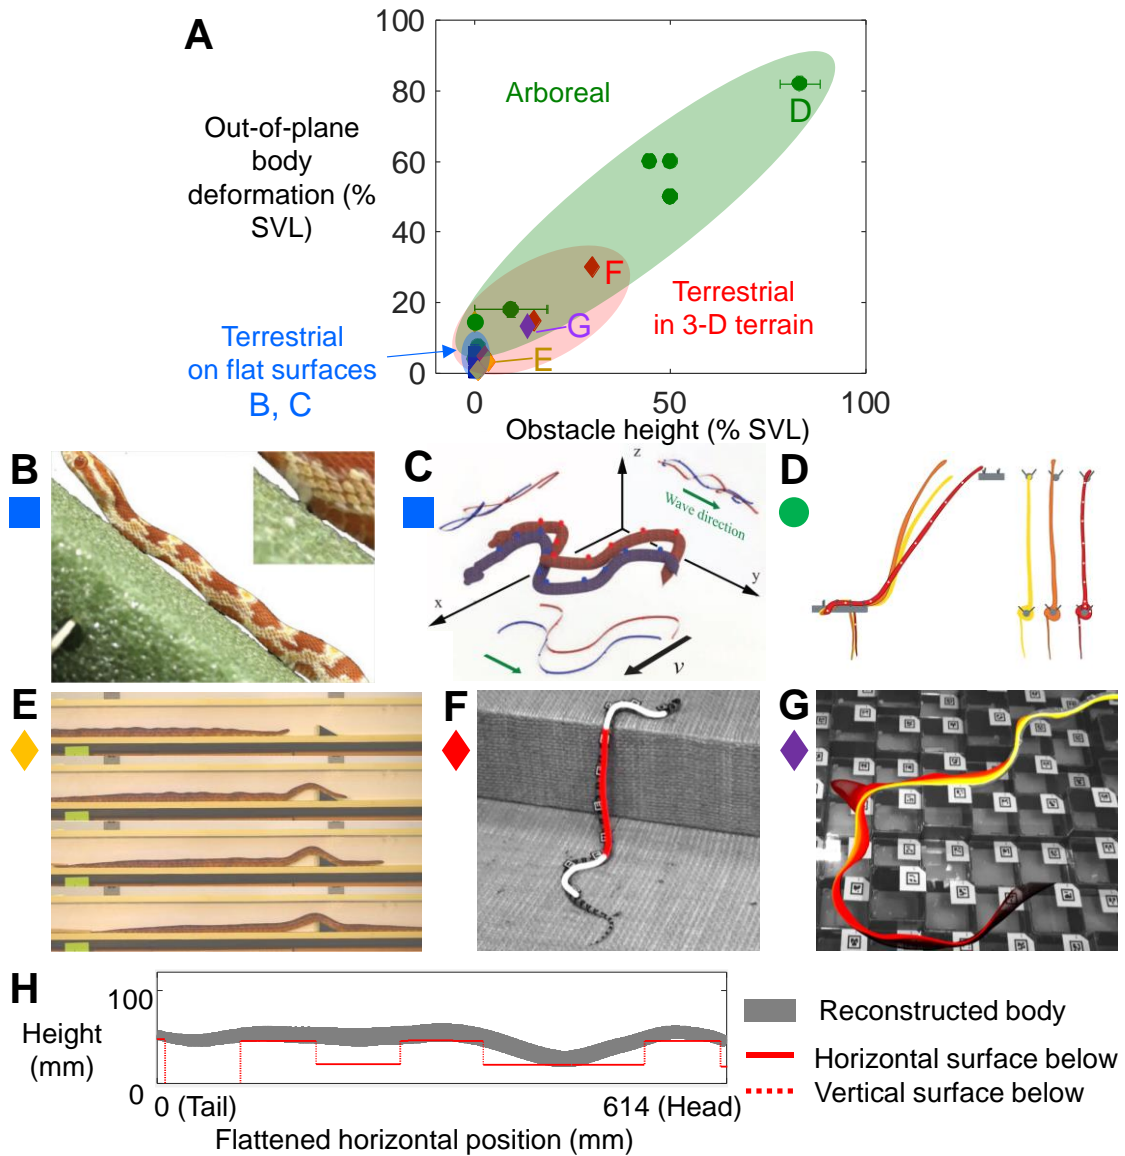 A
100
80
60
40
20
0
Out-of-plane
body
deformation (%
SVL)
Arboreal
D
F
G
E
Terrestrial
in 3-D terrain
Terrestrial
on flat surfaces
B, C
0
50
100
Obstacle height (% SVL)
B
C
z
Wave direction
y
x
v
D
E
F
G
H
Height
(mm)
100
0
0 (Tail)
614 (Head)
Flattened horizontal position (mm)
Reconstructed body
Horizontal surface below
Vertical surface below